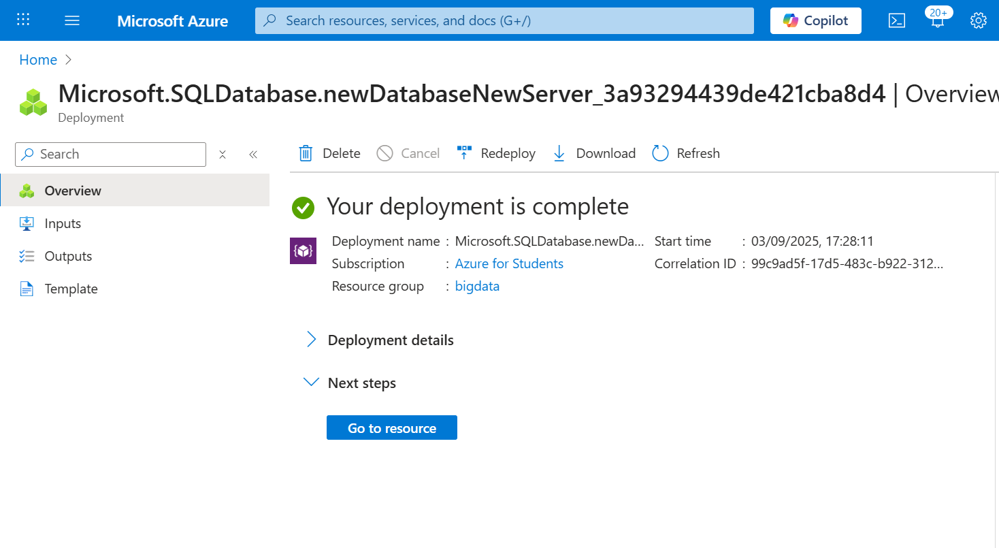 Microsoft Azure
Search resources, services, and docs (G+/)
Copilot
20+
Home
Microsoft.SQLDatabase.newDatabaseNewServer_3a93294439de421cba8d4 | Overview
Deployment
Search
Overview
Inputs
Outputs
Template
Delete
Cancel
Redeploy
Download
Refresh
Your deployment is complete
Deployment name : Microsoft.SQLDatabase.newDa...
Subscription : Azure for Students
Resource group : bigdata
Start time : 03/09/2025, 17:28:11
Correlation ID : 99c9ad5f-17d5-483c-b922-312...
Deployment details
Next steps
Go to resource